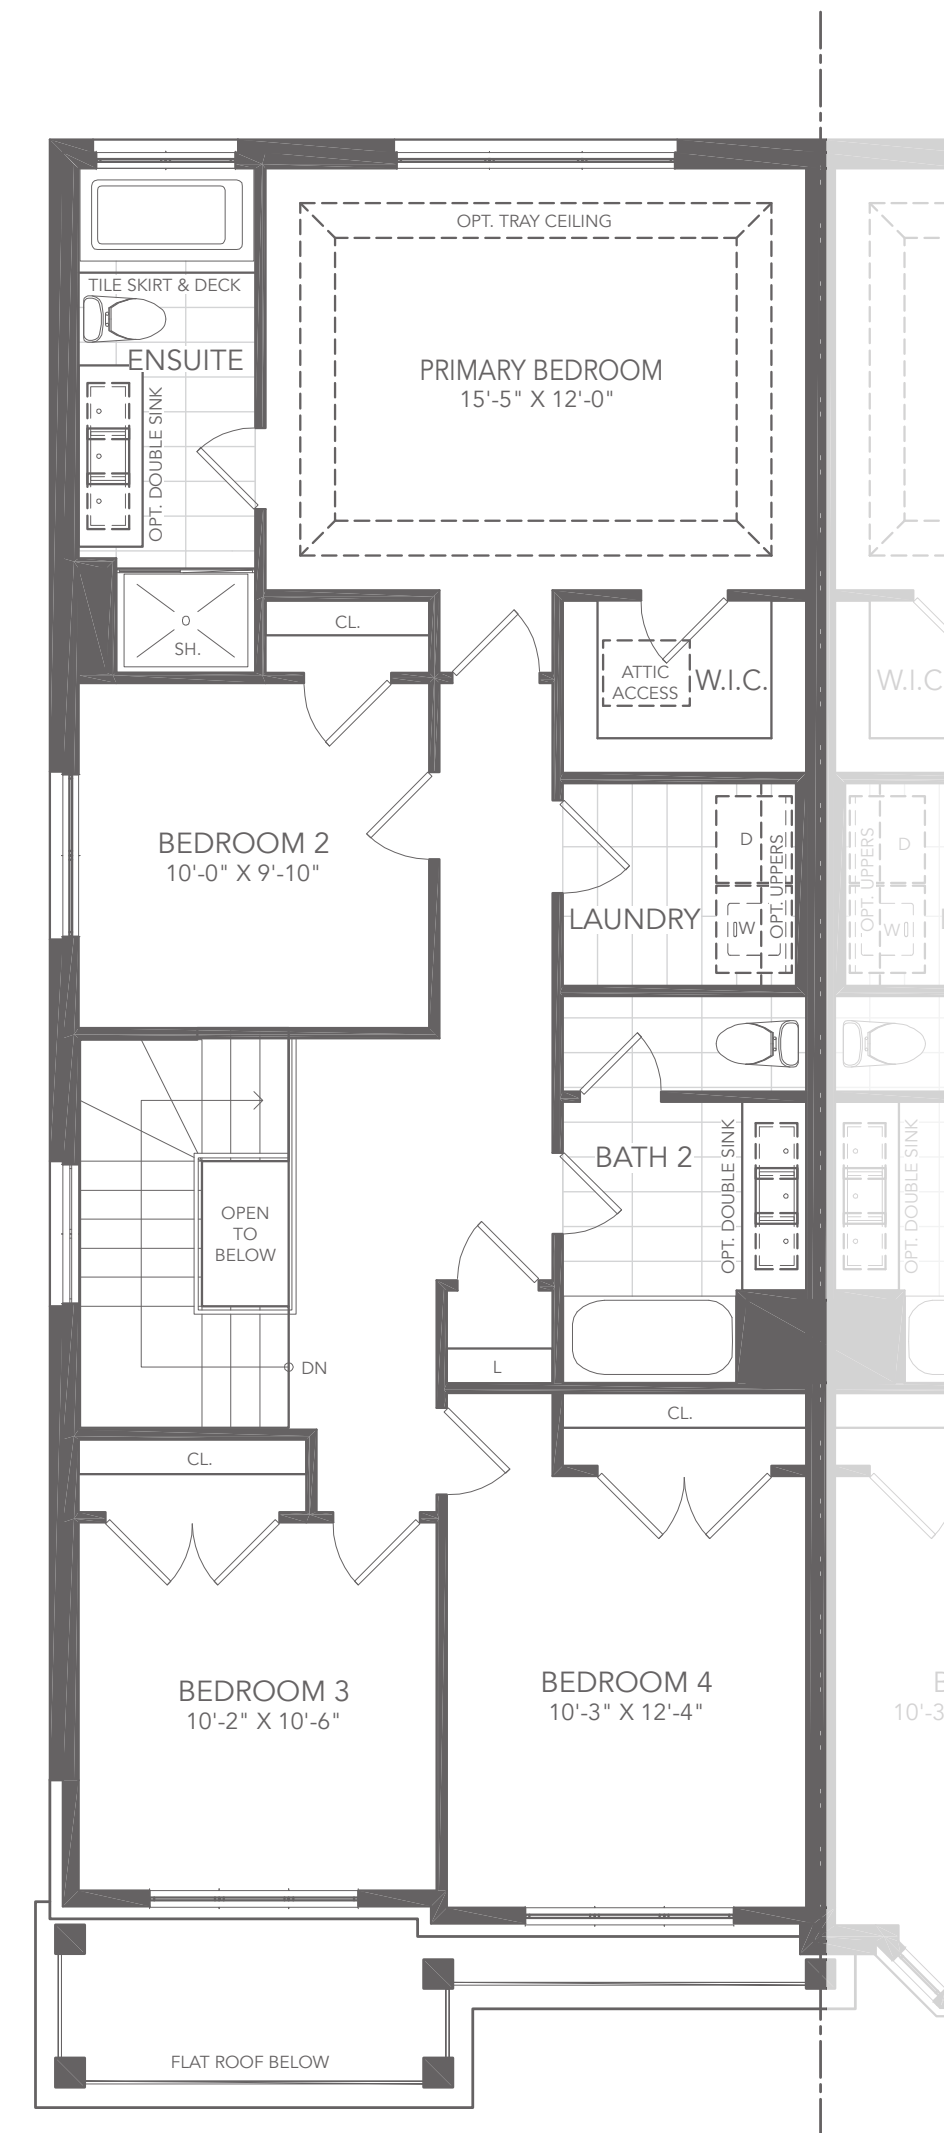 OPT. TRAY CEILING
TILE SKIRT & DECK
ENSUITE
PRIMARY BEDROOM
15'-5" X 12'-0"
OPT. DOUBLE SINK
CL.
SH.
ATTIC
ACCESS
W.I.C.
W.I.C
BEDROOM 2
10'-0" X 9'-10"
D
OPT. UPPERS
OPT. UPPERS
D
LAUNDRY
W
W
BATH 2
OPT. DOUBLE SINK
OPT. DOUBLE SINK
OPEN
TO
BELOW
DN
L
CL.
CL.
BEDROOM 3
10'-2" X 10'-6"
BEDROOM 4
10'-3" X 12'-4"
10'-3
FLAT ROOF BELOW